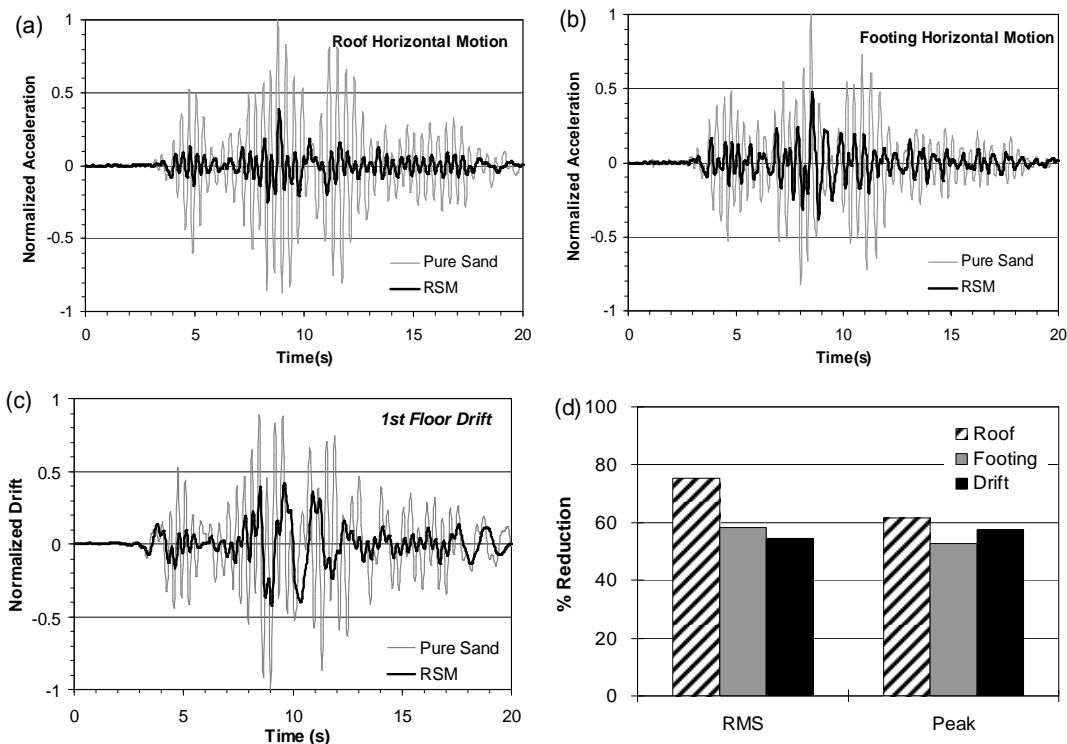 (a)
Roof Horizontal Motion
Normalized Acceleration
1
0.5
0
-0.5
-1
Pure Sand
RSM
0 5 10 15 20
Time(s)
(b)
Footing Horizontal Motion
Normalized Acceleration
1
0.5
0
-0.5
-1
Pure Sand
RSM
0 5 10 15 20
Time(s)
(c)
1st Floor Drift
Normalized Drift
1
0.5
0
-0.5
-1
Pure Sand
RSM
0 5 10 15 20
Time (s)
(d)
% Reduction
100
80
60
40
20
0
Roof
Footing
Drift
RMS Peak